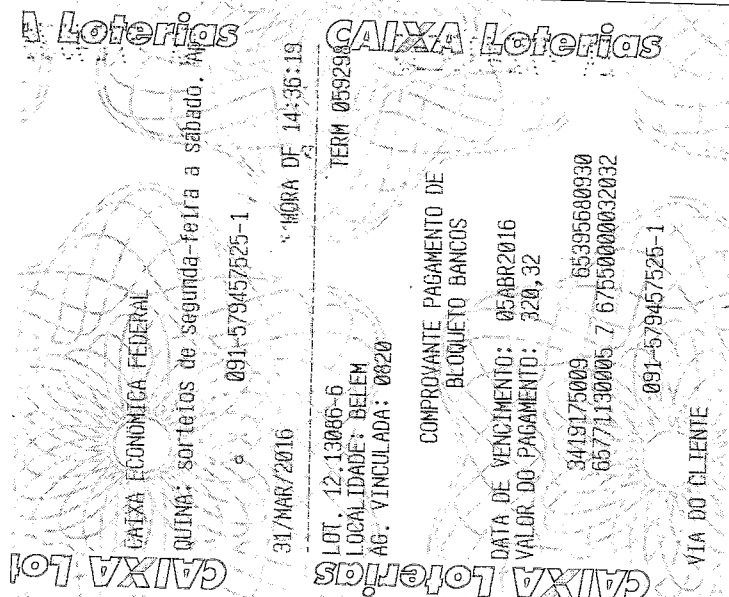 A Loterias
CAIXA Loterias
CAIXA ECONOMICA FEDERAL
QUINA: sorteios de segunda-feira a sábado.
091-579457525-1
31/MAR/2016 HORA DF 14:36:19
LOT. 12.13086-6 TERM 059298
LOCALIDADE: BELEM
AG. VINCULADA: 0820
COMPROVANTE PAGAMENTO DE
BLOQUETO BANCOS
DATA DE VENCIMENTO: 05ABR2016
VALOR DO PAGAMENTO: 320,32
3419175009 65395680930
65771130005 7 67550000032032
091-579457525-1
VIA DO CLIENTE
CAIXA Lot
CAIXA Loterias